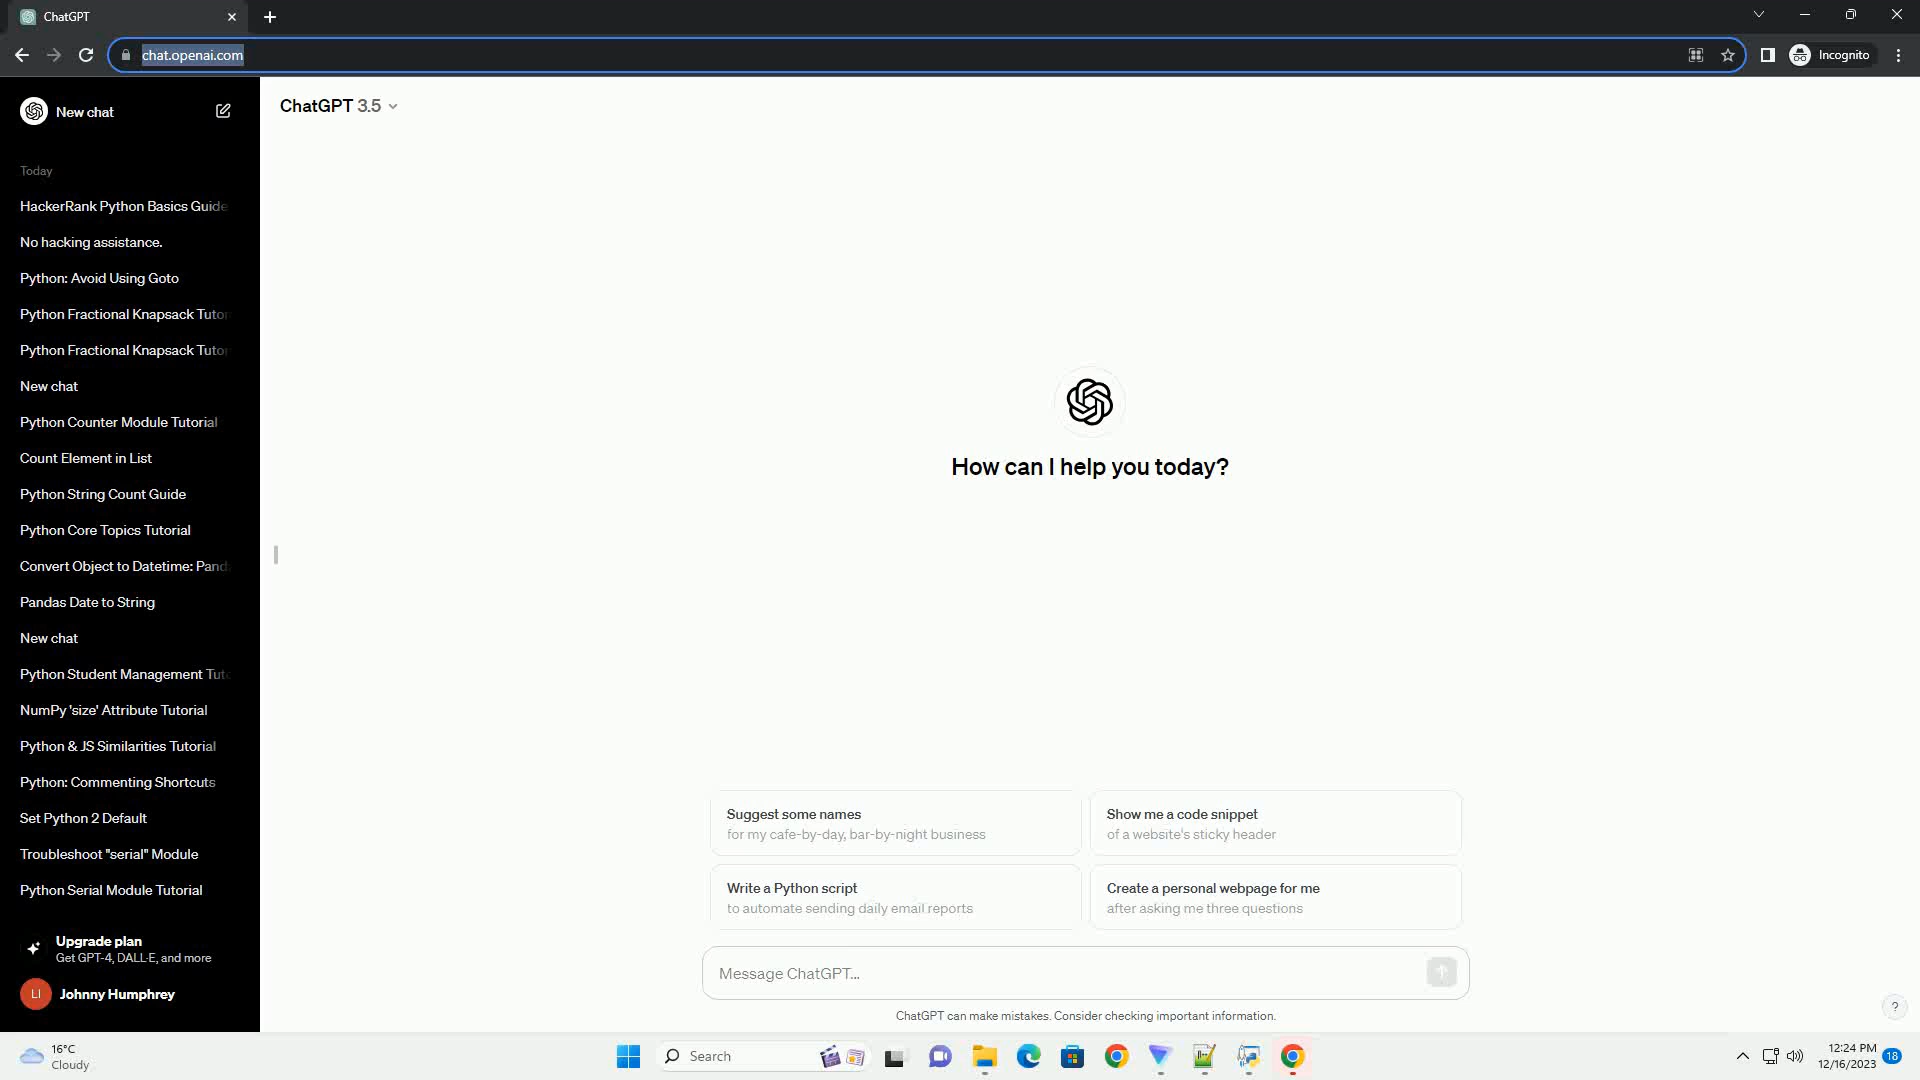 ChatGPT
chat.openai.com
Incognito
New chat
ChatGPT 3.5
Today
HackerRank Python Basics Guide
No hacking assistance.
Python: Avoid Using Goto
Python Fractional Knapsack Tutor
Python Fractional Knapsack Tutor
New chat
Python Counter Module Tutorial
Count Element in List
Python String Count Guide
Python Core Topics Tutorial
Convert Object to Datetime: Panda
Pandas Date to String
New chat
Python Student Management Tuto
NumPy 'size' Attribute Tutorial
Python & JS Similarities Tutorial
Python: Commenting Shortcuts
Set Python 2 Default
Troubleshoot "serial" Module
Python Serial Module Tutorial
Upgrade plan
Get GPT-4, DALL·E, and more
LI
Johnny Humphrey
How can I help you today?
Suggest some names
for my cafe-by-day, bar-by-night business
Show me a code snippet
of a website's sticky header
Write a Python script
to automate sending daily email reports
Create a personal webpage for me
after asking me three questions
Message ChatGPT...
ChatGPT can make mistakes. Consider checking important information.
?
16°C
Cloudy
Search
12:24 PM
12/16/2023
18